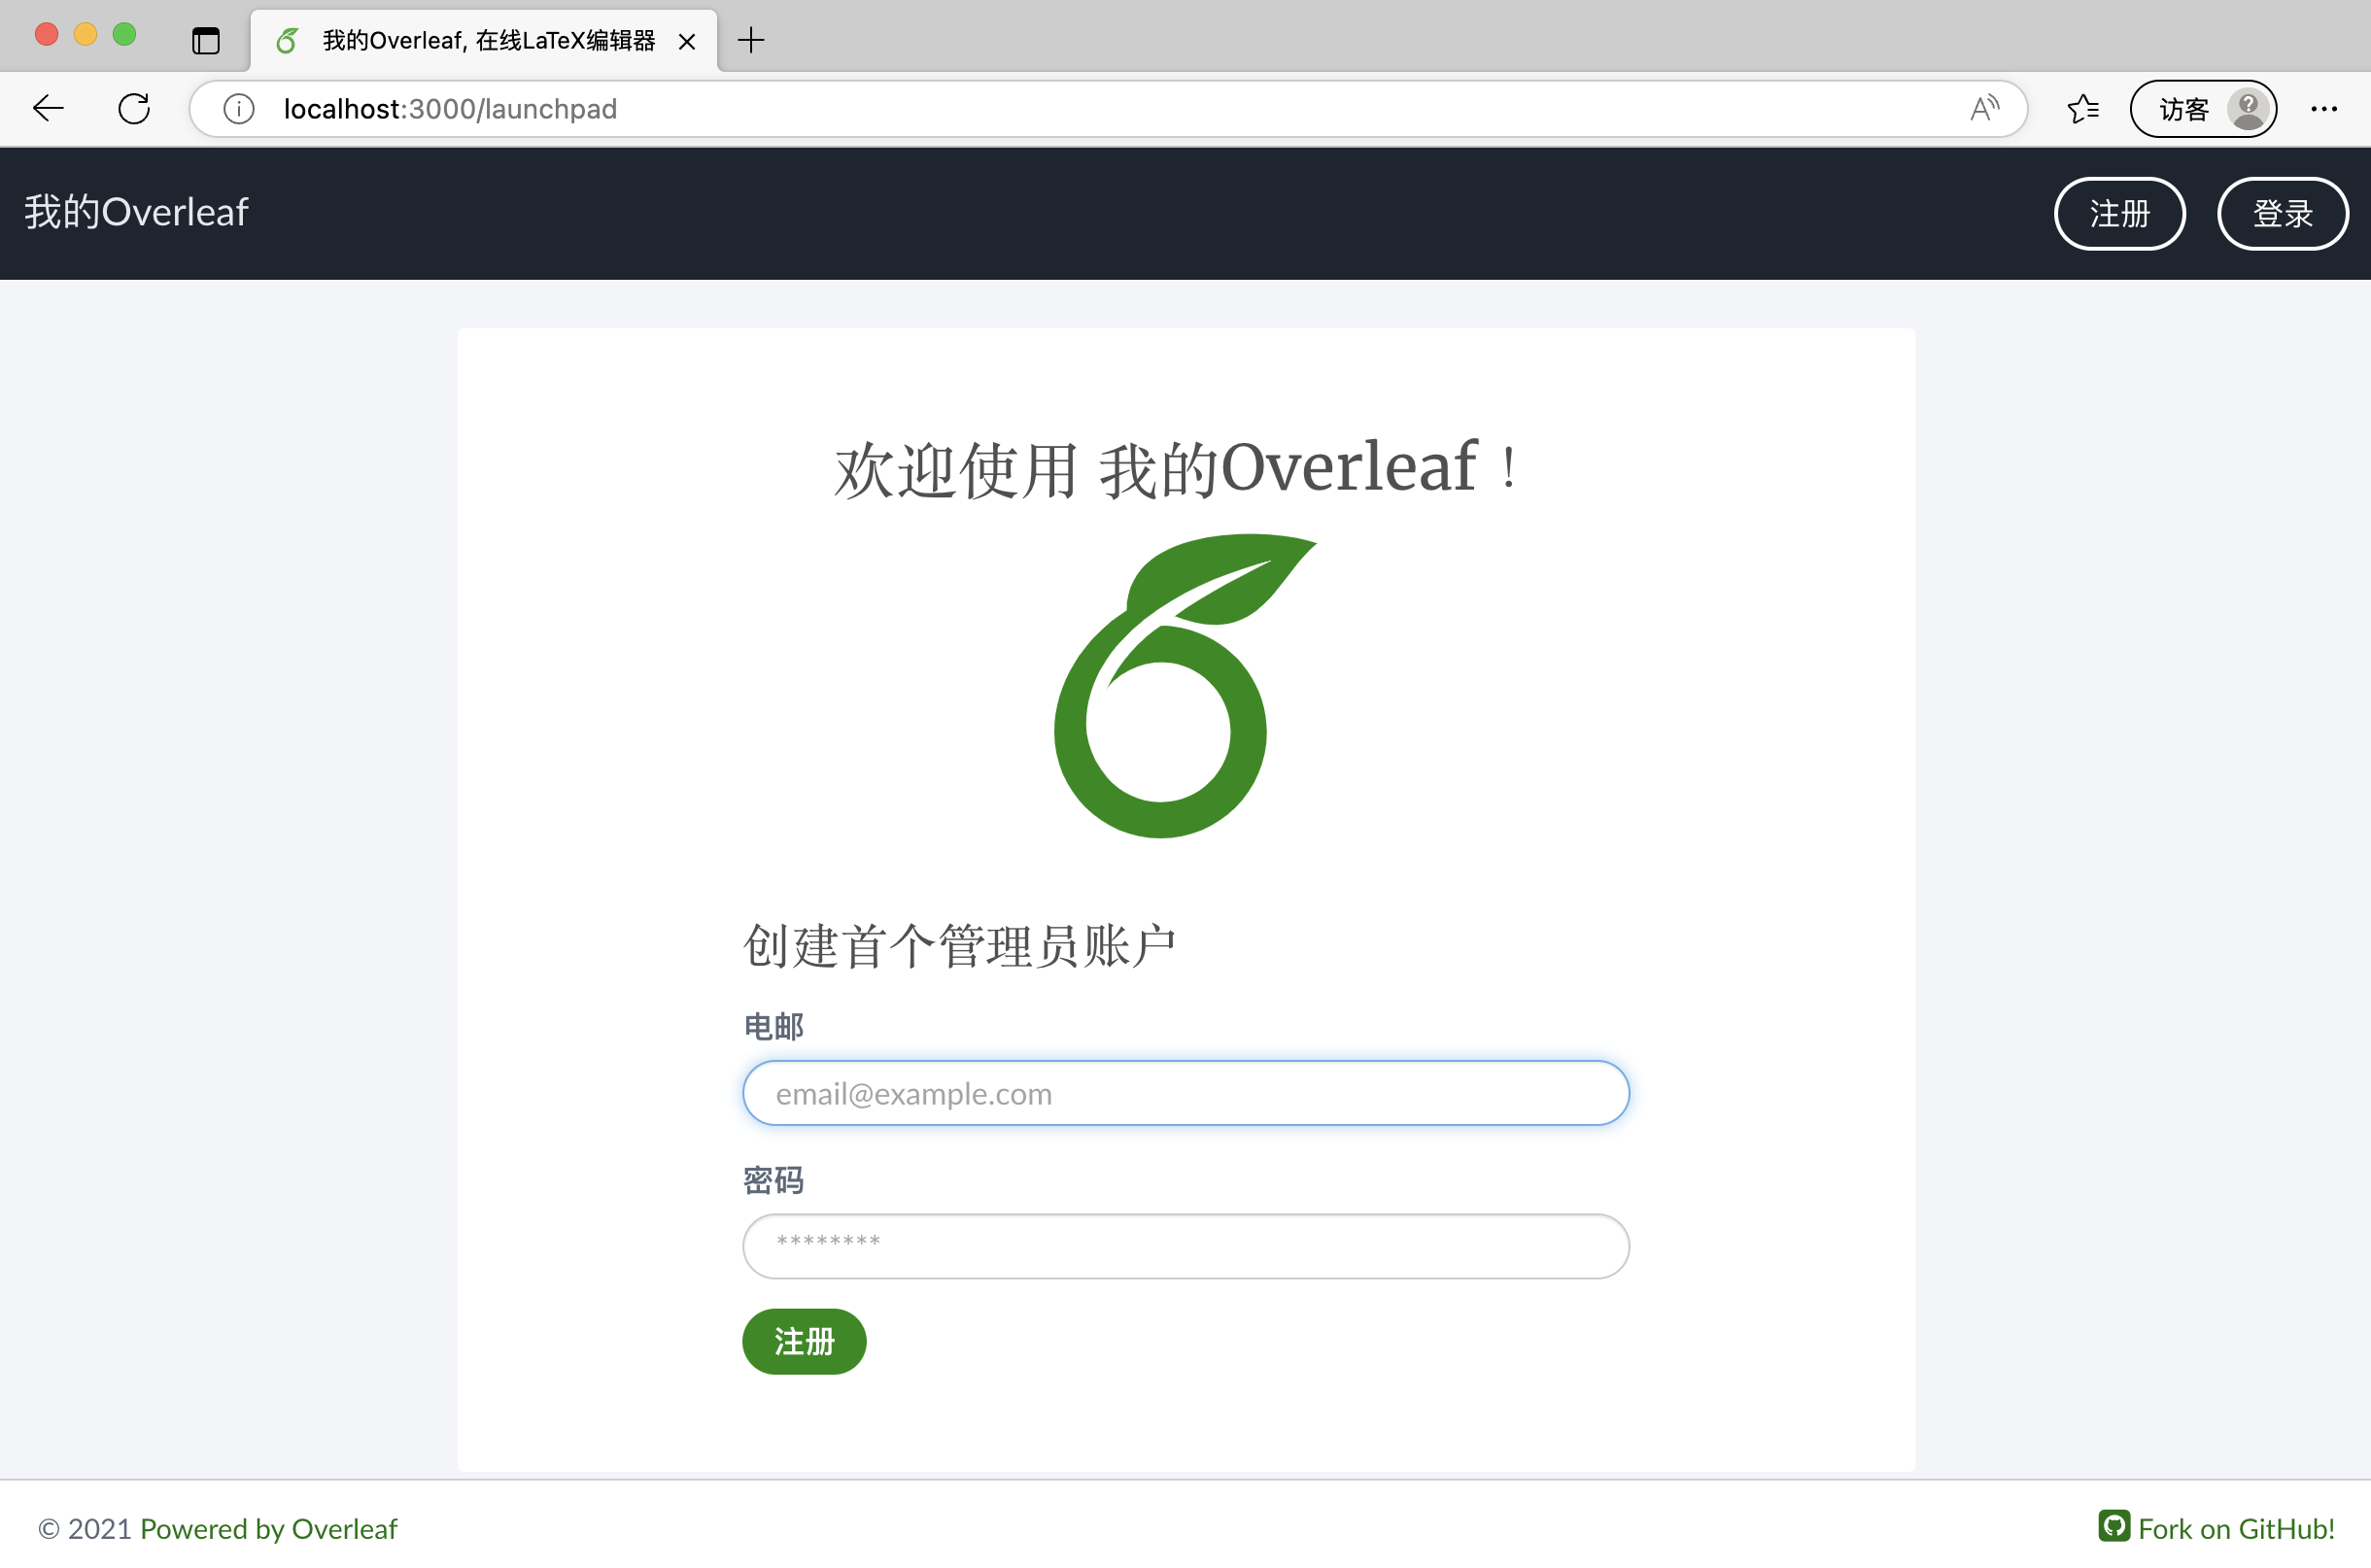 我的Overleaf, 在线LaTeX编辑器
localhost:3000/launchpad
访客
我的Overleaf
注册
登录
欢迎使用 我的Overleaf！
创建首个管理员账户
电邮
email@example.com
密码
********
注册
© 2021 Powered by Overleaf
Fork on GitHub!